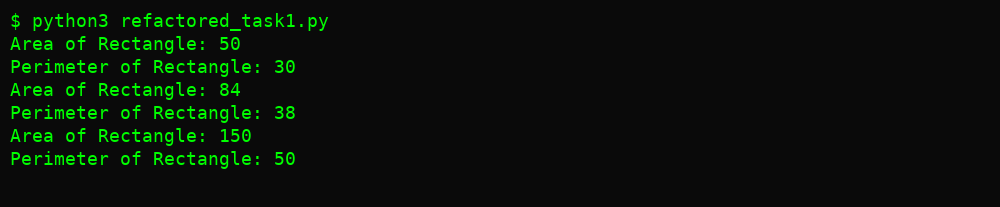 $ python3 refactored_task1.py
Area of Rectangle: 50
Perimeter of Rectangle: 30
Area of Rectangle: 84
Perimeter of Rectangle: 38
Area of Rectangle: 150
Perimeter of Rectangle: 50